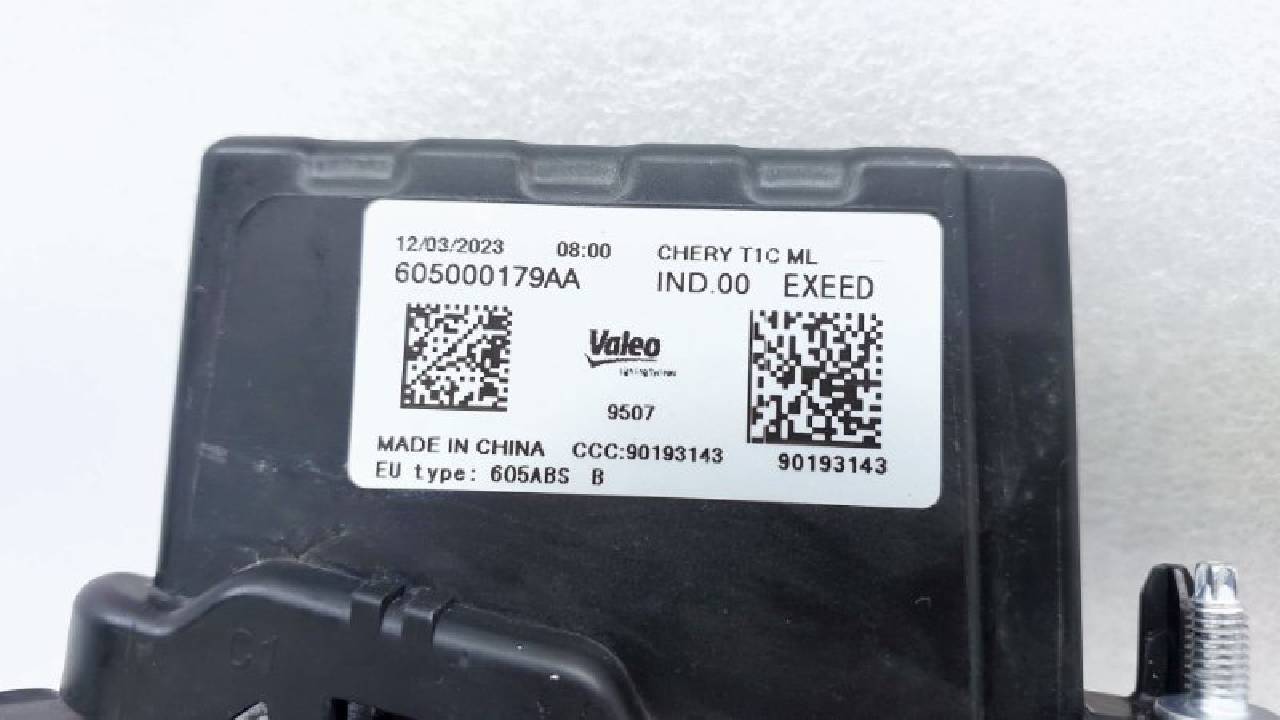 12/03/2023 08:00 CHERY T1C ML
605000179AA IND.00 EXEED
Valeo
9507
MADE IN CHINA CCC:90193143 90193143
EU type: 605ABS B
C1